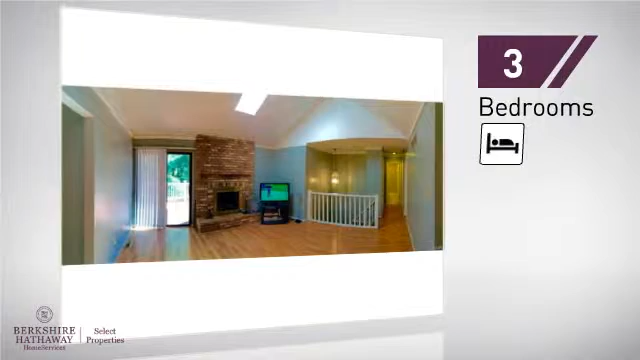 3
Bedrooms
BERKSHIRE
HATHAWAY
HomeServices
Select
Properties